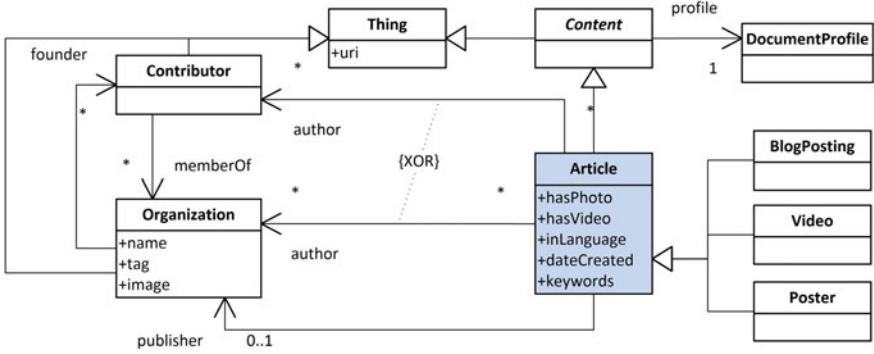 profile
Thing
Content
+uri
DocumentProfile
founder
*
1
Contributor
*
*
author
BlogPosting
*
memberOf
{XOR}
Article
*
*
+hasPhoto
Organization
+hasVideo
Video
+name
+inLanguage
author
+tag
+dateCreated
+image
+keywords
Poster
publisher
0..1